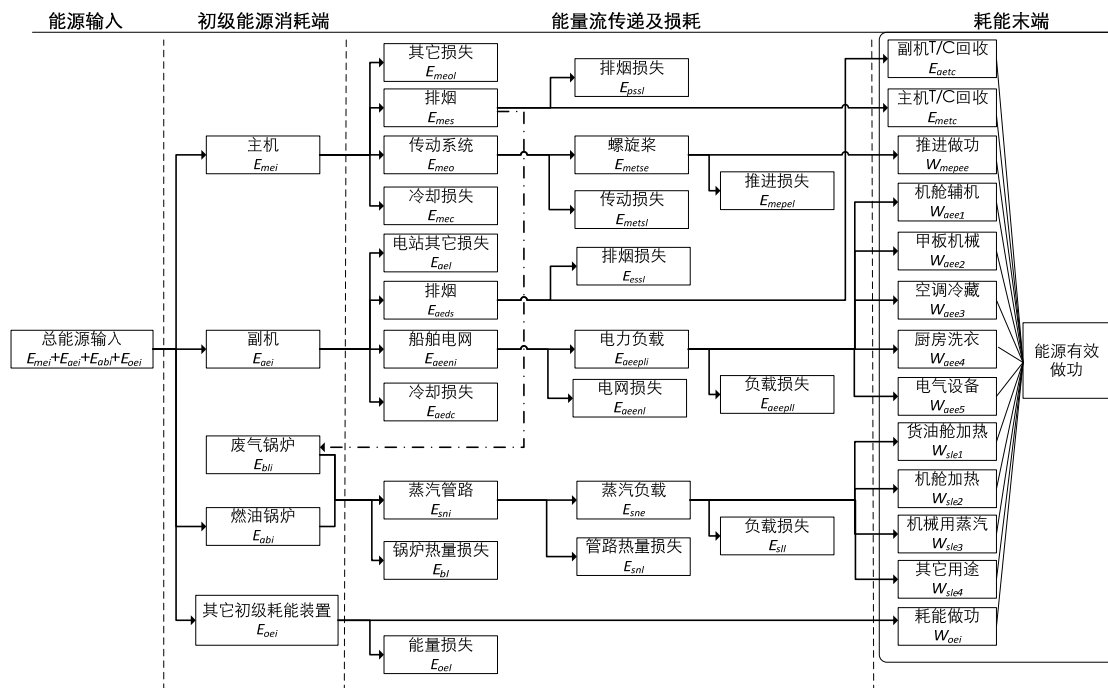 能源输入
初级能源消耗端
能量流传递及损耗
耗能末端
总能源输入
Emei+Eaei+Eabi+Eoei
主机
Emei
副机
Eaei
废气锅炉
Ebli
燃油锅炉
Eabi
其它初级耗能装置
Eoei
其它损失
Emeol
排烟
Emes
传动系统
Emeo
冷却损失
Emec
电站其它损失
Eael
排烟
Eaeds
船舶电网
Eaeeni
冷却损失
Eaedc
蒸汽管路
Esni
锅炉热量损失
Ebl
能量损失
Eoel
排烟损失
Epssl
螺旋桨
Emetse
传动损失
Emetsl
排烟损失
Eessl
电力负载
Eaeepli
电网损失
Eaeenl
蒸汽负载
Esne
管路热量损失
Esnl
推进损失
Emepel
负载损失
Eaeepll
负载损失
Esll
副机T/C回收
Eaetc
主机T/C回收
Emetc
推进做功
Wmepee
机舱辅机
Waee1
甲板机械
Waee2
空调冷藏
Waee3
厨房洗衣
Waee4
电气设备
Waee5
货油舱加热
Wsle1
机舱加热
Wsle2
机械用蒸汽
Wsle3
其它用途
Wsle4
耗能做功
Woei
能源有效
做功